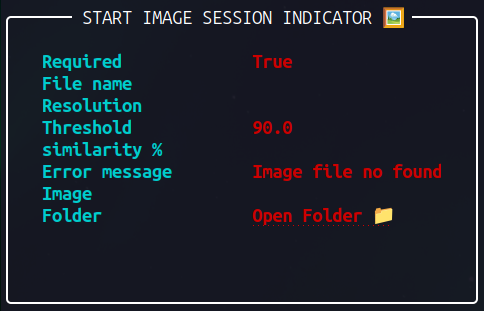 START IMAGE SESSION INDICATOR 🖼️
Required True
File name
Resolution
Threshold 90.0
similarity %
Error message Image file no found
Image
Folder Open Folder 📁